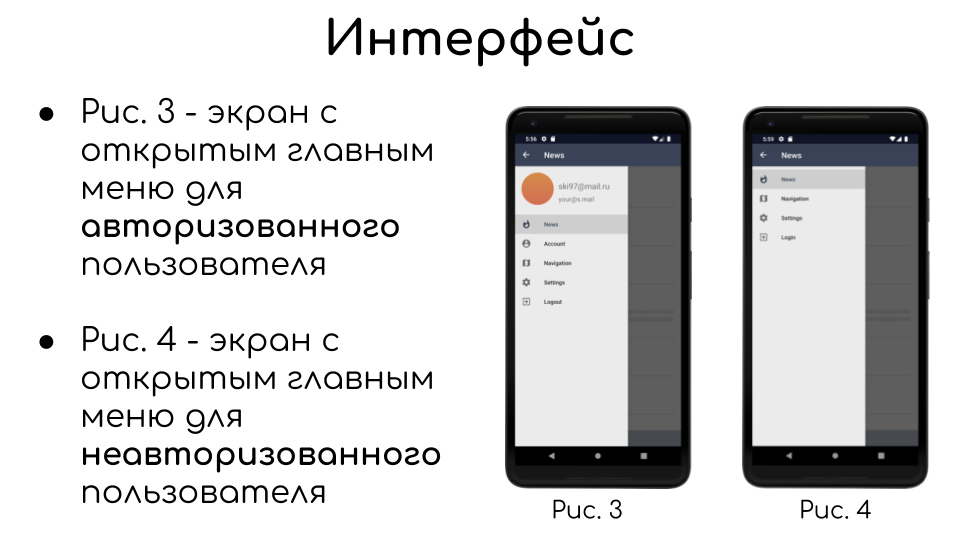 Интерфейс
● Рис. 3 - экран с
открытым главным
меню для
авторизованного
пользователя
● Рис. 4 - экран с
открытым главным
меню для
неавторизованного
пользователя
5:56
News
ski97@mail.ru
your@s.mail
News
Account
Navigation
Settings
Logout
Рис. 3
5:59
News
News
Navigation
Settings
Login
Рис. 4